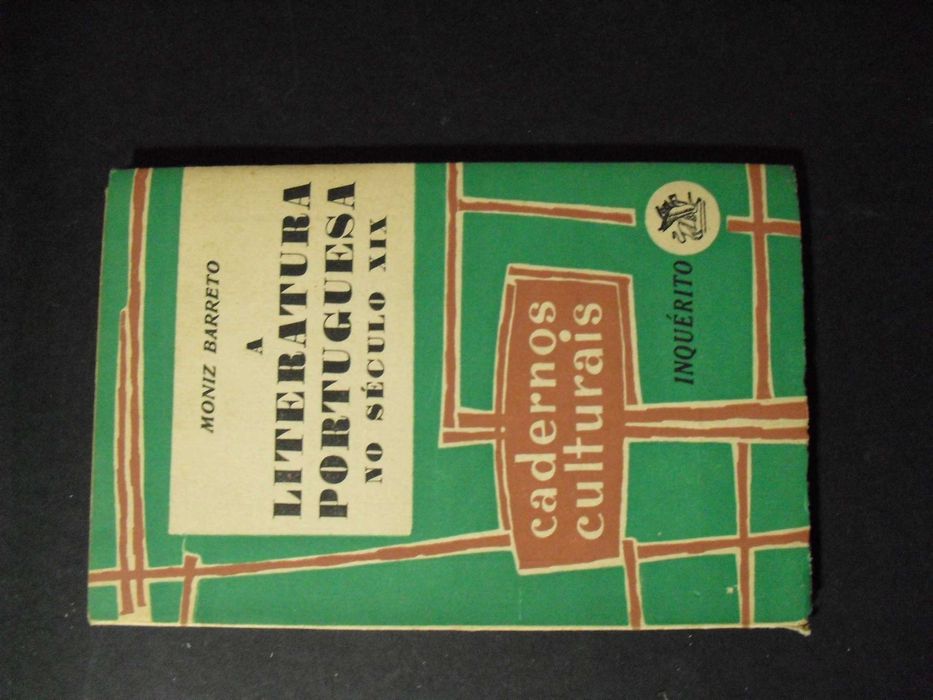 MONIZ BARRETO
A
LITERATURA
PORTUGUESA
NO SÉCULO XIX
cadernos
culturais
INQUÉRITO